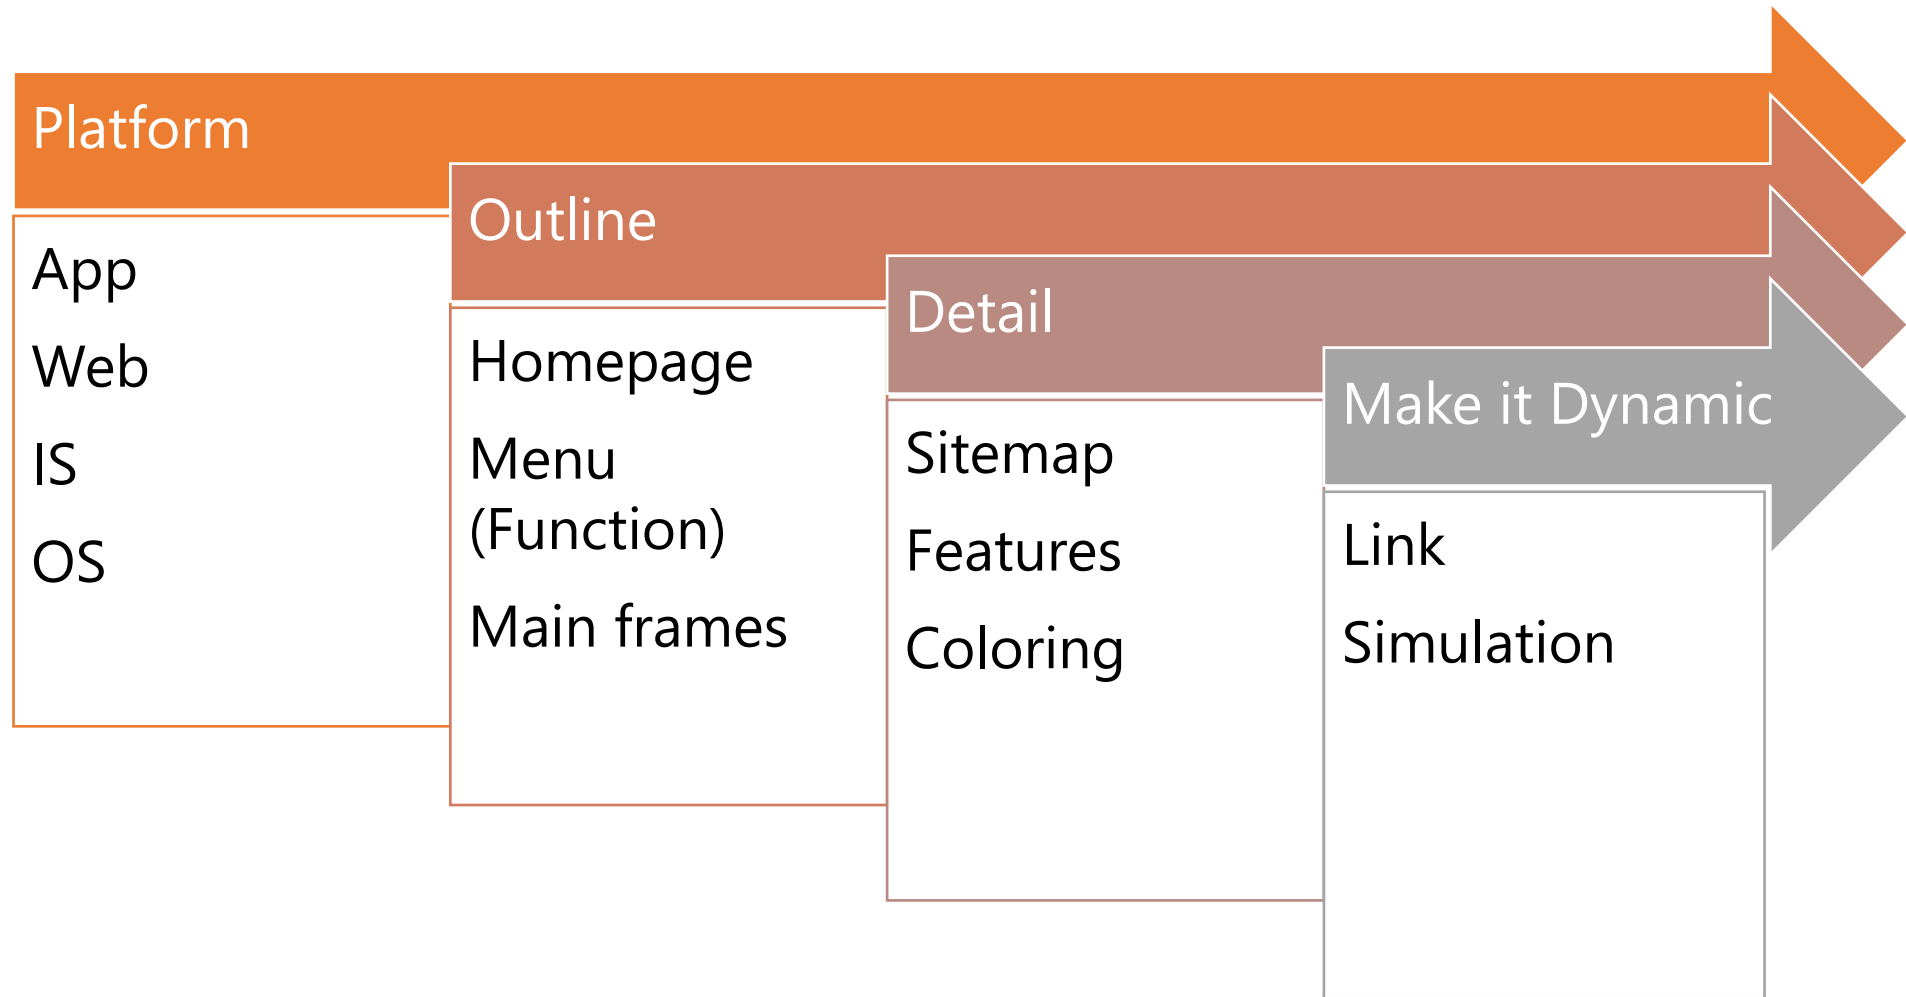 Platform
App
Web
IS
OS
Outline
Homepage
Menu
(Function)
Main frames
Detail
Sitemap
Features
Coloring
Make it Dynamic
Link
Simulation